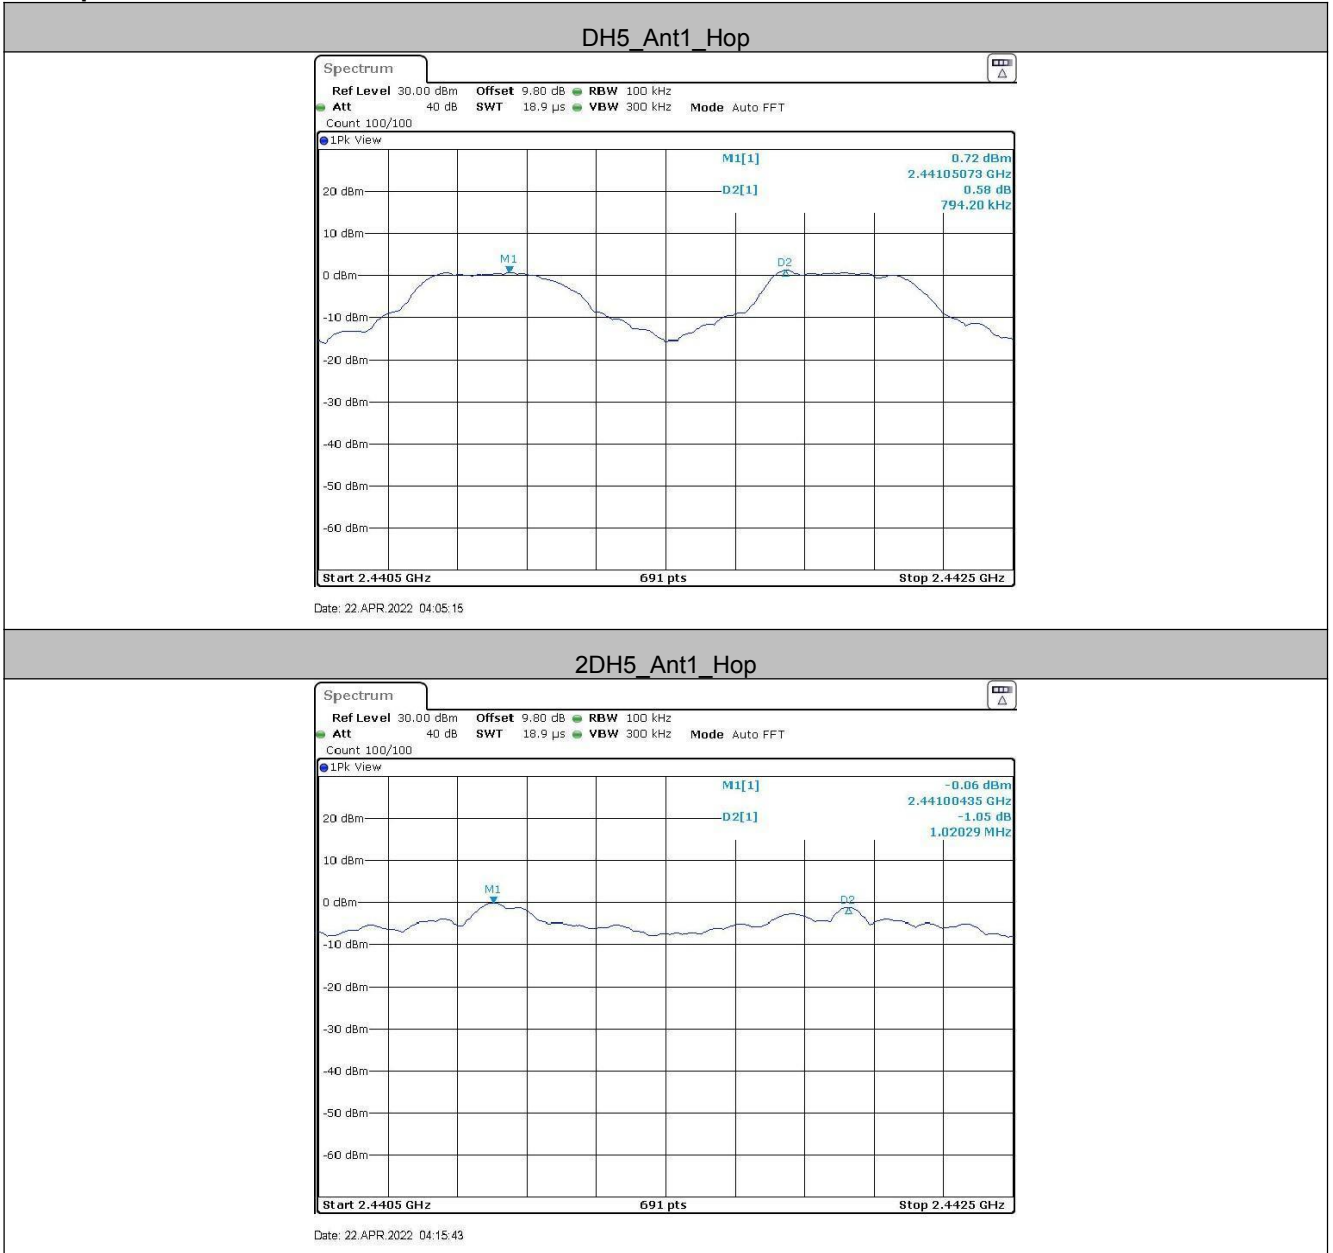 DH5_Ant1_Hop
Spectrum
Ref Level 30.00 dBm Offset 9.80 dB RBW 100 kHz
Att 40 dB SWT 18.9 µs VBW 300 kHz Mode Auto FFT
Count 100/100
1Pk View
M1[1] 0.72 dBm
2.44105073 GHz
20 dBm D2[1] 0.58 dB
794.20 kHz
10 dBm
M1 D2
0 dBm
-10 dBm
-20 dBm
-30 dBm
-40 dBm
-50 dBm
-60 dBm
Start 2.4405 GHz 691 pts Stop 2.4425 GHz
Date: 22.APR.2022 04:05:15
2DH5_Ant1_Hop
Spectrum
Ref Level 30.00 dBm Offset 9.80 dB RBW 100 kHz
Att 40 dB SWT 18.9 µs VBW 300 kHz Mode Auto FFT
Count 100/100
1Pk View
M1[1] -0.06 dBm
2.44100435 GHz
20 dBm D2[1] -1.05 dB
1.02029 MHz
10 dBm
M1
0 dBm D2
-10 dBm
-20 dBm
-30 dBm
-40 dBm
-50 dBm
-60 dBm
Start 2.4405 GHz 691 pts Stop 2.4425 GHz
Date: 22.APR.2022 04:15:43